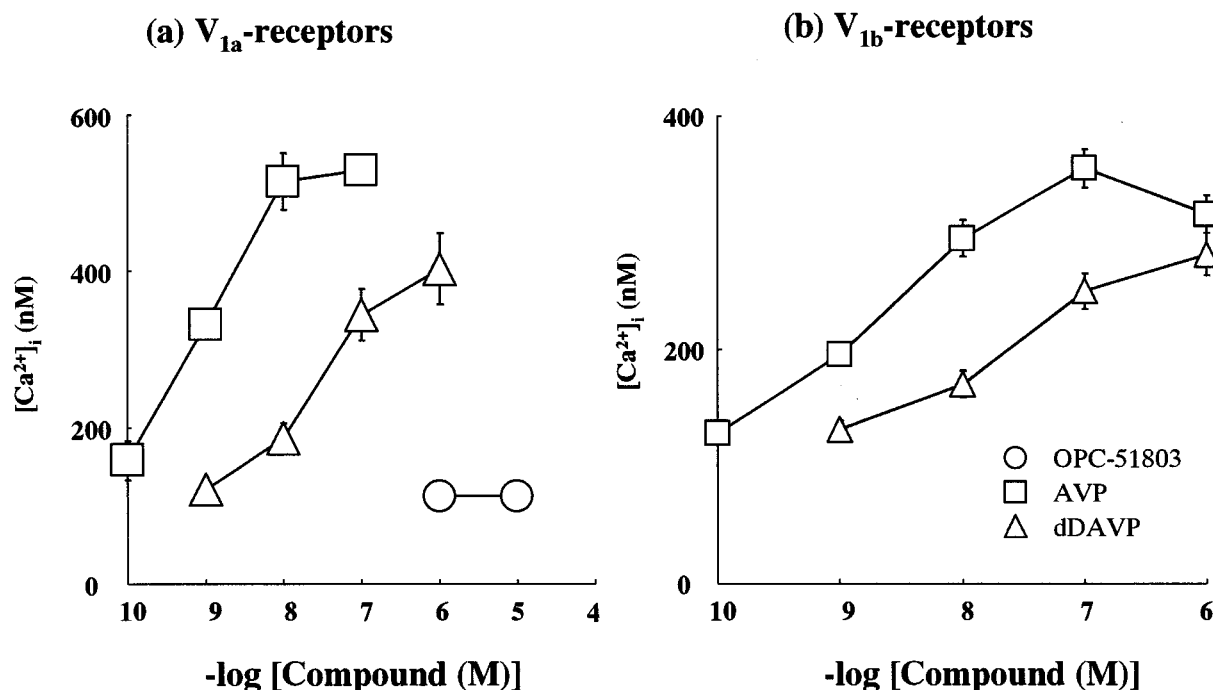 (a) V1a-receptors
600
400
200
0
[Ca2+]i (nM)
10 9 8 7 6 5 4
-log [Compound (M)]
(b) V1b-receptors
400
200
0
[Ca2+]i (nM)
OPC-51803
AVP
dDAVP
10 9 8 7 6
-log [Compound (M)]